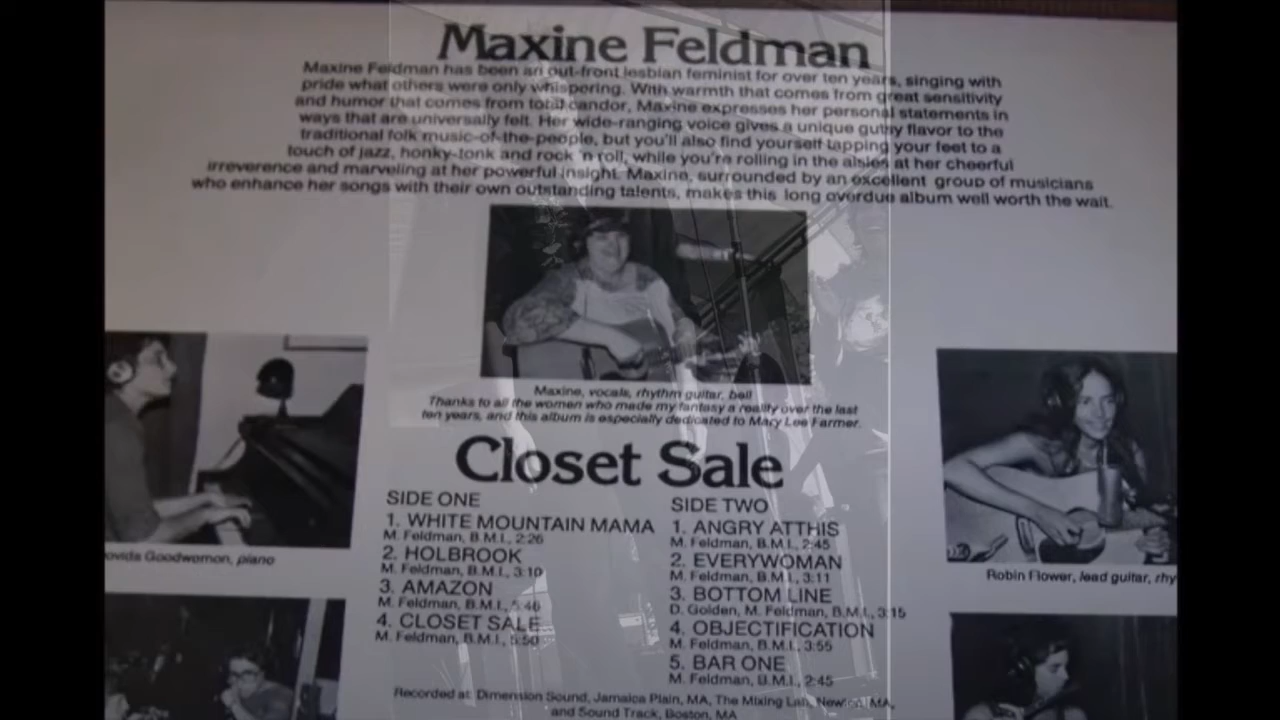 Maxine Feldman
Maxine Feldman has been an out-front lesbian feminist for over ten years, singing with
pride what others were only whispering. With warmth that comes from great sensitivity
and humor that comes from total candor, Maxine expresses her personal statements in
ways that are universally felt. Her wide-ranging voice gives a unique gutsy flavor to the
traditional folk music-of-the-people, but you'll also find yourself tapping your feet to a
touch of jazz, honky-tonk and rock 'n roll, while you're rolling in the aisles at her cheerful
irreverence and marveling at her powerful insight. Maxine, surrounded by an excellent group of musicians
who enhance her songs with their own outstanding talents, makes this long overdue album well worth the wait.
Maxine, vocals, rhythm guitar, bell
Thanks to all the women who made my fantasy a reality over the last
ten years, and this album is especially dedicated to Mary Lee Farmer.
Closet Sale
SIDE ONE
1. WHITE MOUNTAIN MAMA
M. Feldman, B.M.I., 2:26
2. HOLBROOK
M. Feldman, B.M.I., 3:10
3. AMAZON
M. Feldman, B.M.I., 5:46
4. CLOSET SALE
M. Feldman, B.M.I., 5:50
SIDE TWO
1. ANGRY ATTHIS
M. Feldman, B.M.I., 2:45
2. EVERYWOMAN
M. Feldman, B.M.I., 3:11
3. BOTTOM LINE
D. Golden, M. Feldman, B.M.I., 3:15
4. OBJECTIFICATION
M. Feldman, B.M.I., 3:55
5. BAR ONE
M. Feldman, B.M.I., 2:45
ovida Goodwomon, piano
Robin Flower, lead guitar, rhy
Recorded at: Dimension Sound, Jamaica Plain, MA, The Mixing Lab, Newton, MA,
and Sound Track, Boston, MA